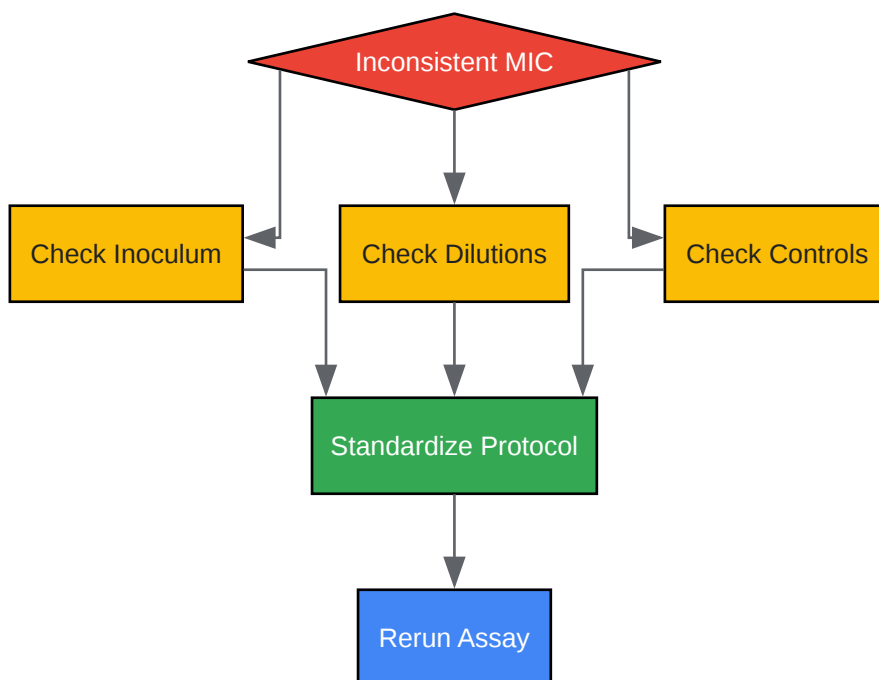 Inconsistent MIC
Check Inoculum
Check Dilutions
Check Controls
Standardize Protocol
Rerun Assay